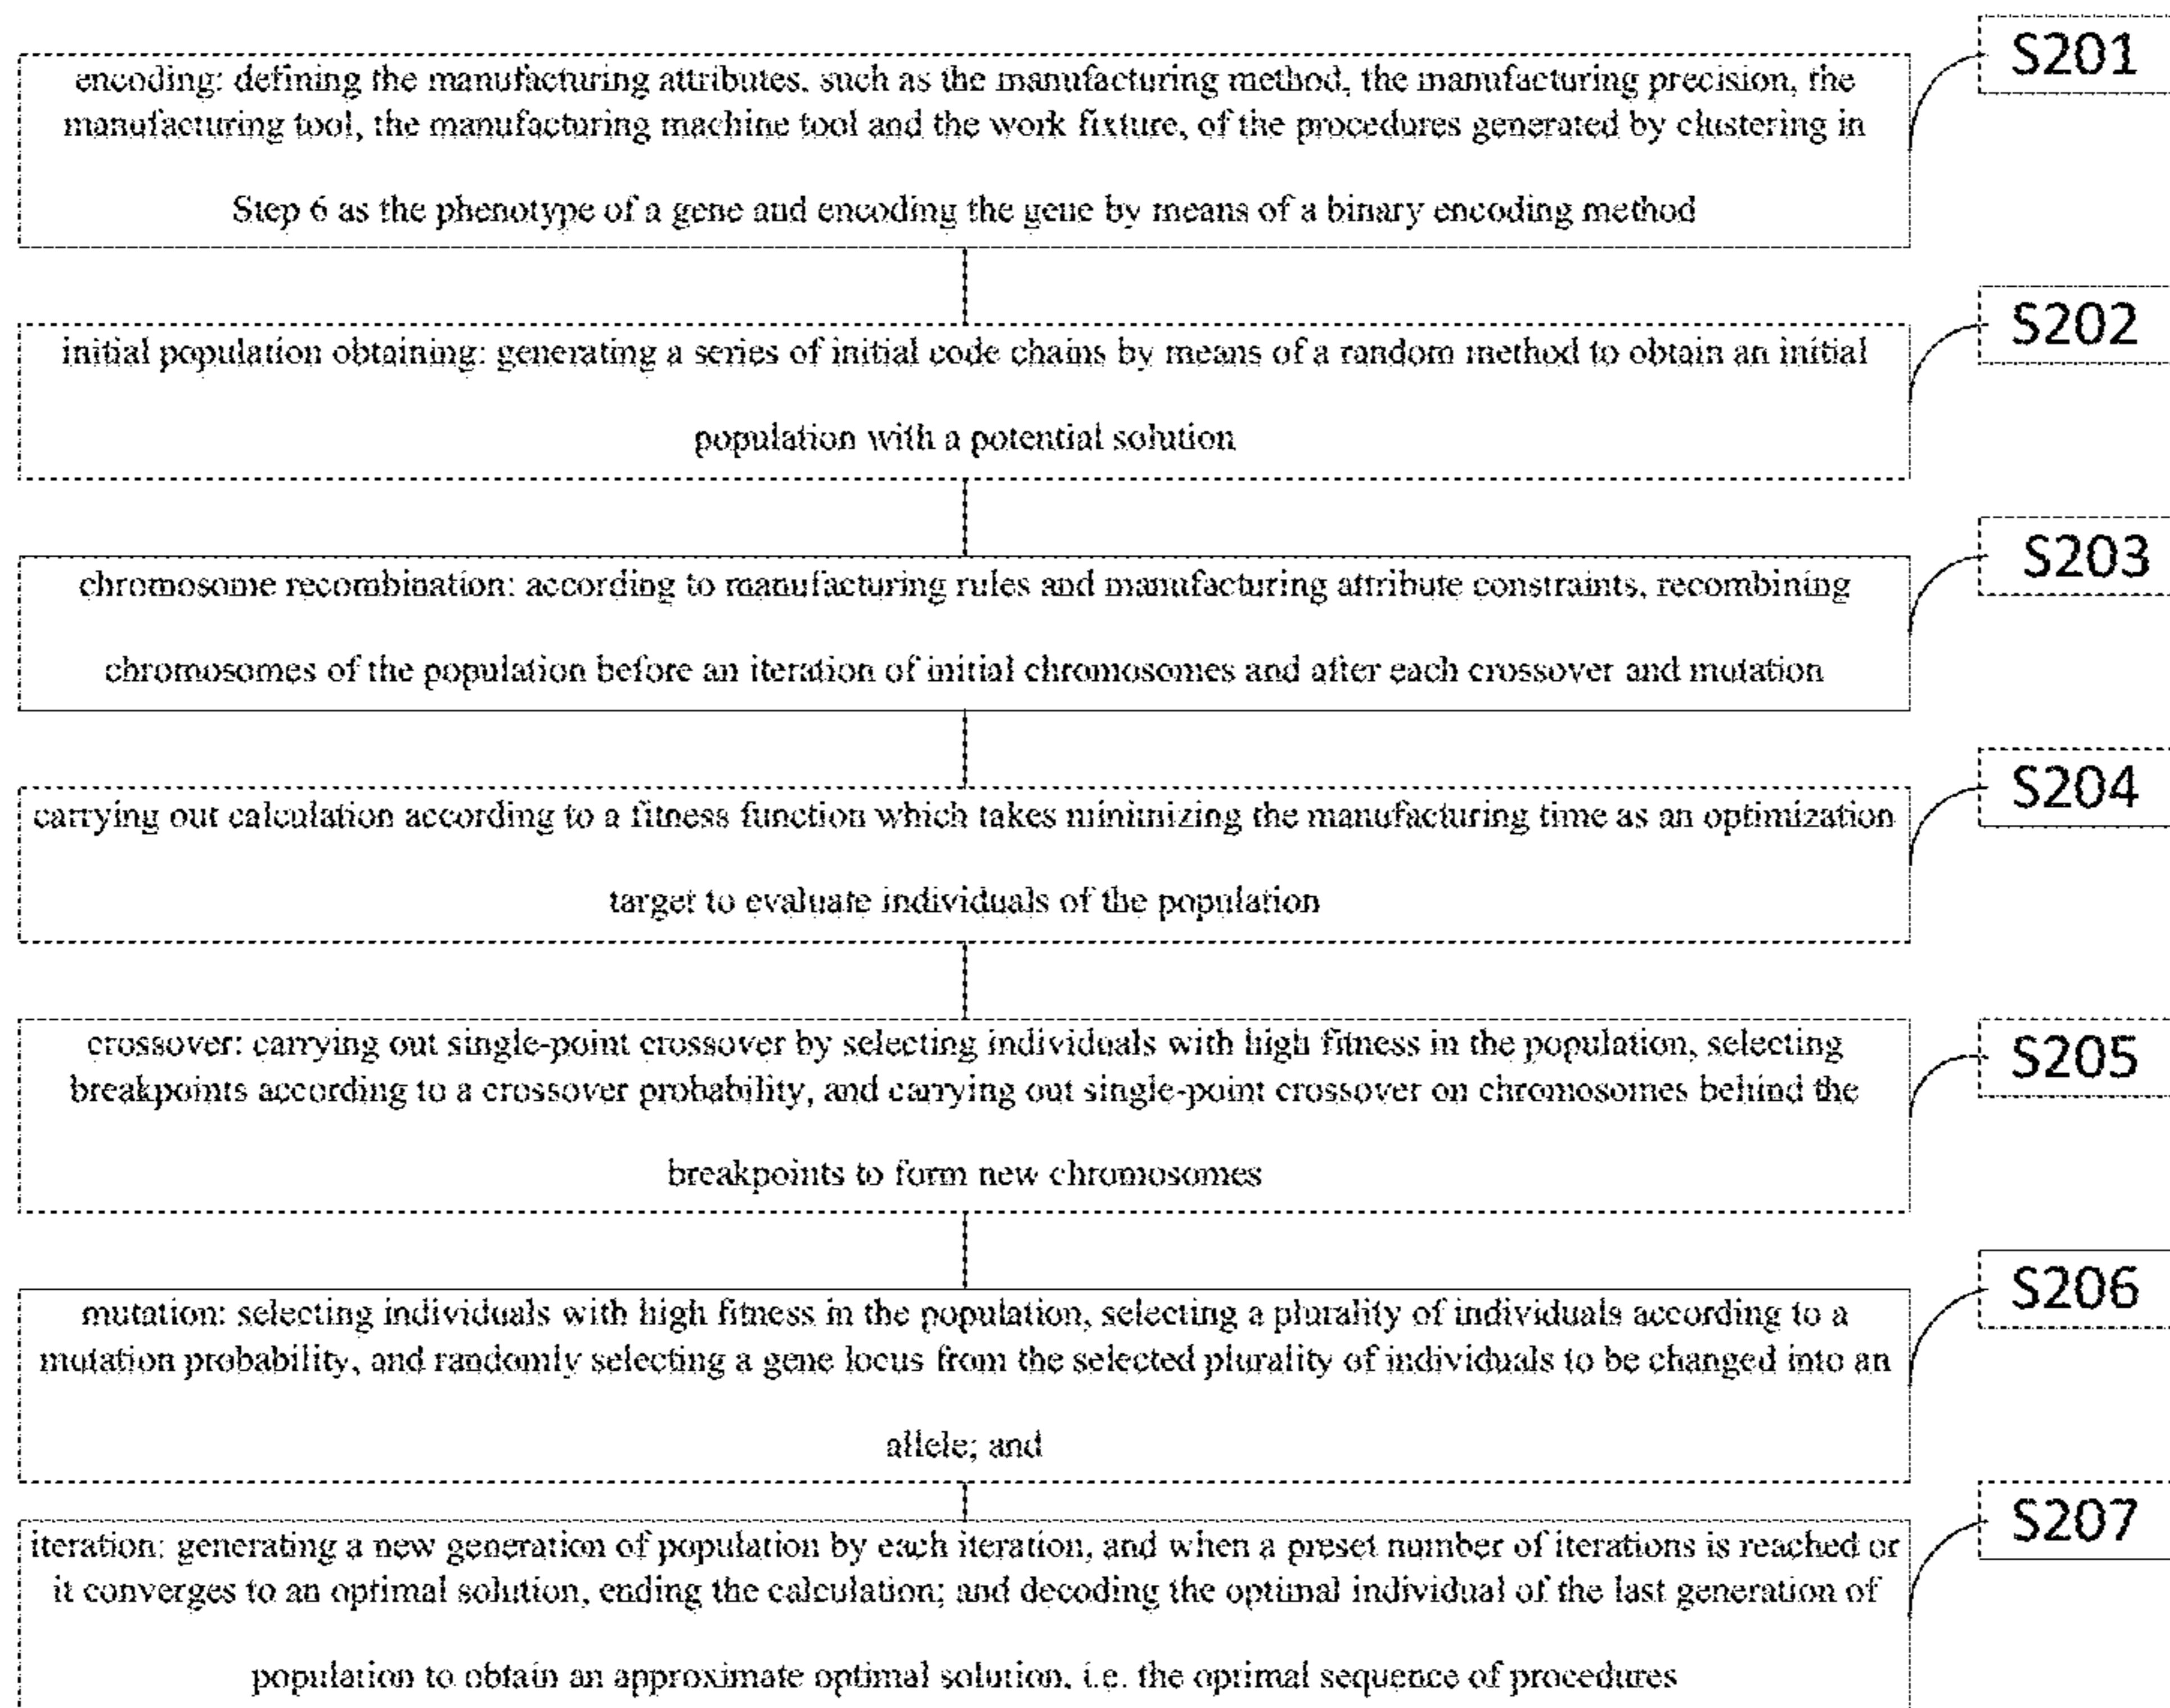 S201
encoding: defining the manufacturing attributes, such as the manufacturing method, the manufacturing precision, the
manufacturing tool, the manufacturing machine tool and the work fixture, of the procedures generated by clustering in
Step 6 as the phenotype of a gene and encoding the gene by means of a binary encoding method
S202
initial population obtaining: generating a series of initial code chains by means of a random method to obtain an initial
population with a potential solution
S203
chromosome recombination: according to manufacturing rules and manufacturing attribute constraints, recombining
chromosomes of the population before an iteration of initial chromosomes and after each crossover and mutation
S204
carrying out calculation according to a fitness function which takes minimizing the manufacturing time as an optimization
target to evaluate individuals of the population
S205
crossover: carrying out single-point crossover by selecting individuals with high fitness in the population, selecting
breakpoints according to a crossover probability, and carrying out single-point crossover on chromosomes behind the
breakpoints to form new chromosomes
S206
mutation: selecting individuals with high fitness in the population, selecting a plurality of individuals according to a
mutation probability, and randomly selecting a gene locus from the selected plurality of individuals to be changed into an
allele; and
S207
iteration: generating a new generation of population by each iteration, and when a preset number of iterations is reached or
it converges to an optimal solution, ending the calculation; and decoding the optimal individual of the last generation of
population to obtain an approximate optimal solution, i.e. the optimal sequence of procedures